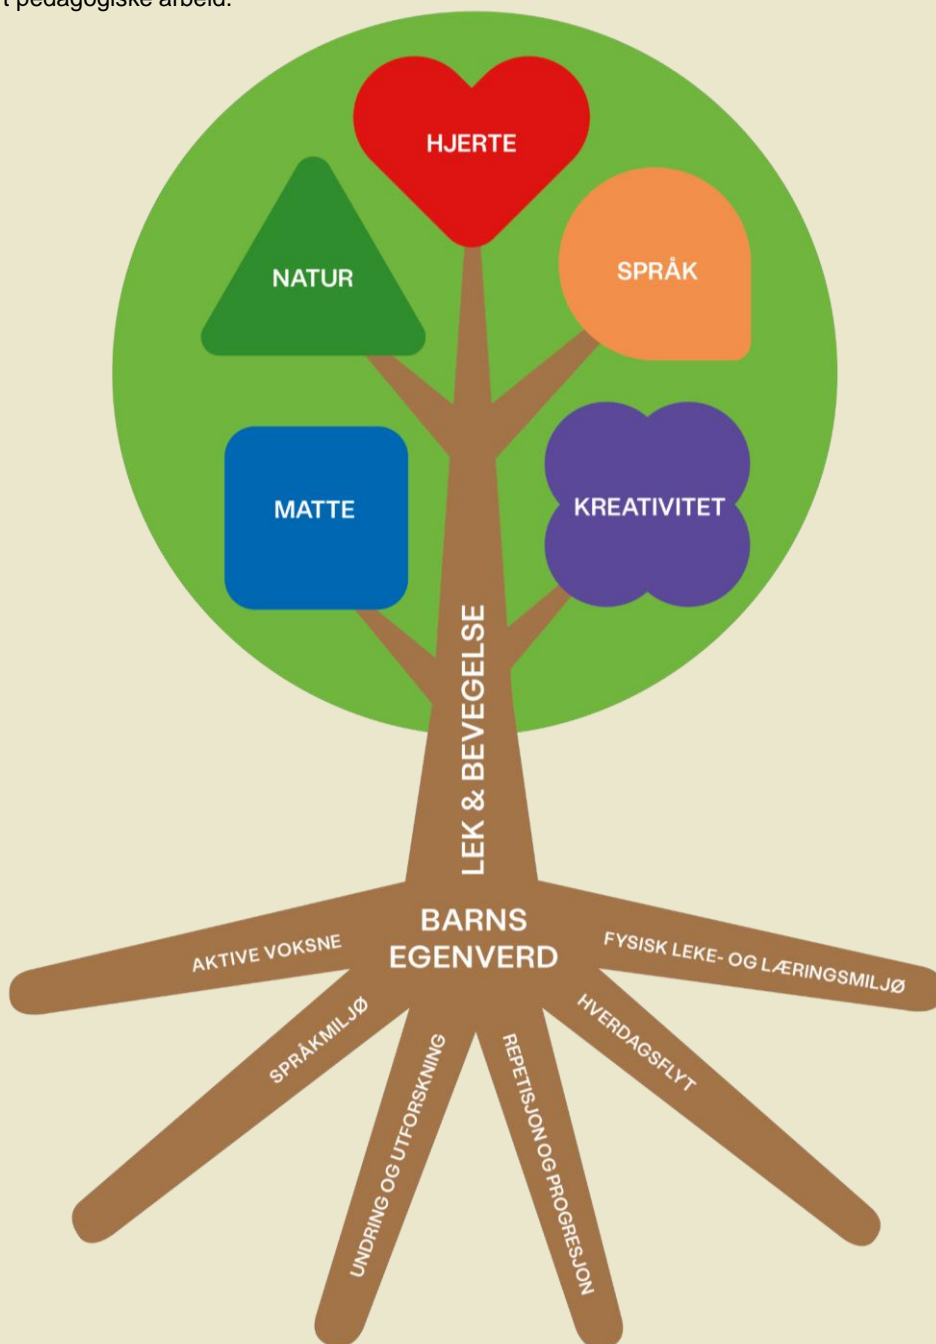 t pedagogiske arbeid.
HJERTE
NATUR
SPRÅK
MATTE
KREATIVITET
LEK & BEVEGELSE
BARNS
EGENVERD
AKTIVE VOKSNE
FYSISK LEKE- OG LÆRINGSMILJØ
SPRÅKMILJØ
HVERDAGSFLYT
UNDRING OG UTFORSKNING
REPETISJON OG PROGRESJON